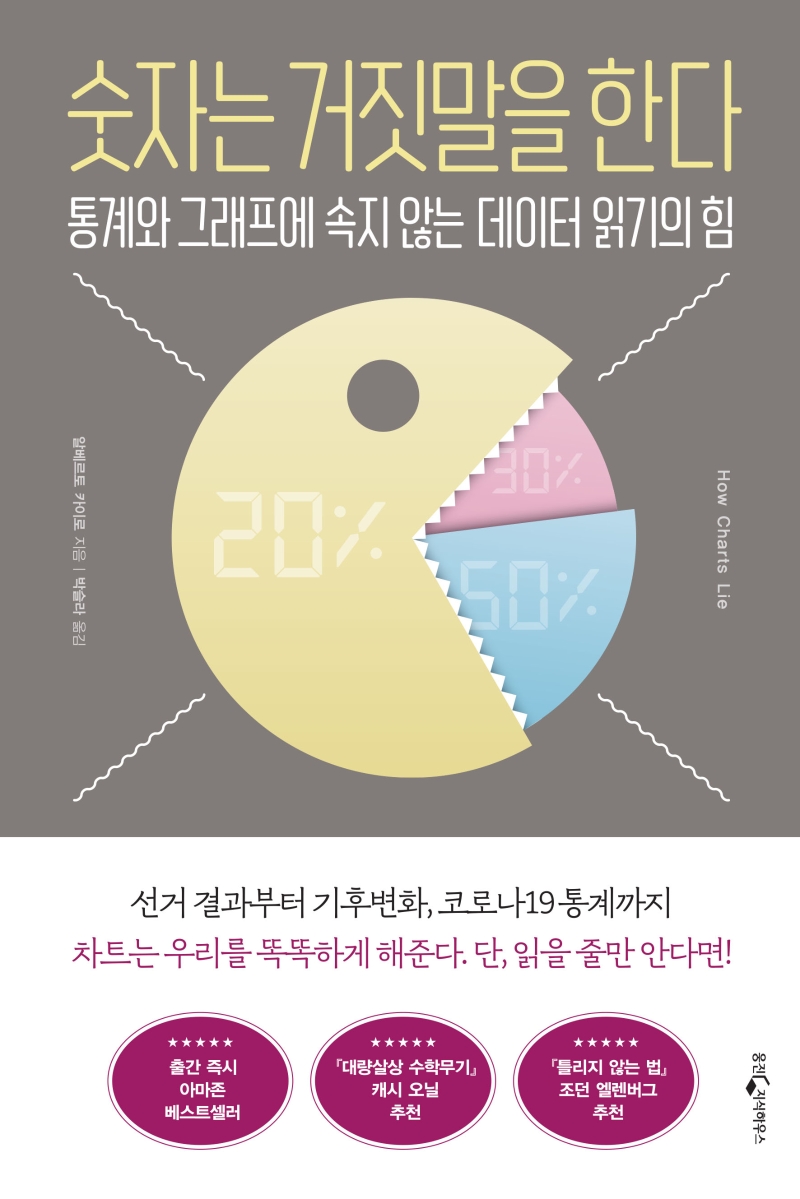 숫자는 거짓말을 한다
통계와 그래프에 속지 않는 데이터 읽기의 힘
알베르토 카이로 지음 | 박슬라 옮김
How Charts Lie
20%
30%
50%
선거 결과부터 기후변화, 코로나19 통계까지
차트는 우리를 똑똑하게 해준다. 단, 읽을 줄만 안다면!
★★★★★
출간 즉시
아마존
베스트셀러
★★★★★
『대량살상 수학무기』
캐시 오닐
추천
★★★★★
『틀리지 않는 법』
조던 엘렌버그
추천
웅진 지식하우스